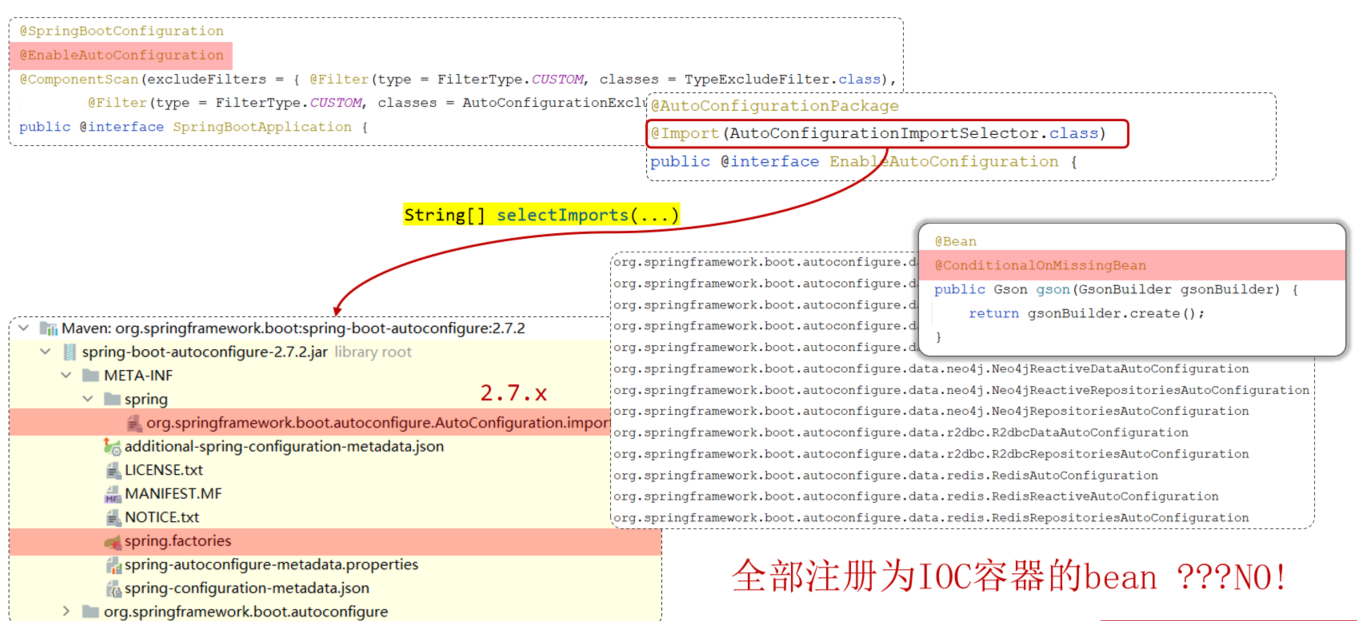 @SpringBootConfiguration
@EnableAutoConfiguration
@ComponentScan(excludeFilters = { @Filter(type = FilterType.CUSTOM, classes = TypeExcludeFilter.class),
@Filter(type = FilterType.CUSTOM, classes = AutoConfigurationExclu
public @interface SpringBootApplication {
@AutoConfigurationPackage
@Import(AutoConfigurationImportSelector.class)
public @interface EnableAutoConfiguration {
String[] selectImports(...)
@Bean
@ConditionalOnMissingBean
public Gson gson(GsonBuilder gsonBuilder) {
return gsonBuilder.create();
}
Maven: org.springframework.boot:spring-boot-autoconfigure:2.7.2
spring-boot-autoconfigure-2.7.2.jar library root
META-INF
spring
2.7.x
org.springframework.boot.autoconfigure.AutoConfiguration.impor
additional-spring-configuration-metadata.json
LICENSE.txt
MANIFEST.MF
NOTICE.txt
spring.factories
spring-autoconfigure-metadata.properties
spring-configuration-metadata.json
org.springframework.boot.autoconfigure
org.springframework.boot.autoconfigure.d
org.springframework.boot.autoconfigure.d
org.springframework.boot.autoconfigure.d
org.springframework.boot.autoconfigure.d
org.springframework.boot.autoconfigure.d
org.springframework.boot.autoconfigure.data.neo4j.Neo4jReactiveDataAutoConfiguration
org.springframework.boot.autoconfigure.data.neo4j.Neo4jReactiveRepositoriesAutoConfiguration
org.springframework.boot.autoconfigure.data.neo4j.Neo4jRepositoriesAutoConfiguration
org.springframework.boot.autoconfigure.data.r2dbc.R2dbcDataAutoConfiguration
org.springframework.boot.autoconfigure.data.r2dbc.R2dbcRepositoriesAutoConfiguration
org.springframework.boot.autoconfigure.data.redis.RedisAutoConfiguration
org.springframework.boot.autoconfigure.data.redis.RedisReactiveAutoConfiguration
org.springframework.boot.autoconfigure.data.redis.RedisRepositoriesAutoConfiguration
全部注册为IOC容器的bean ???NO!